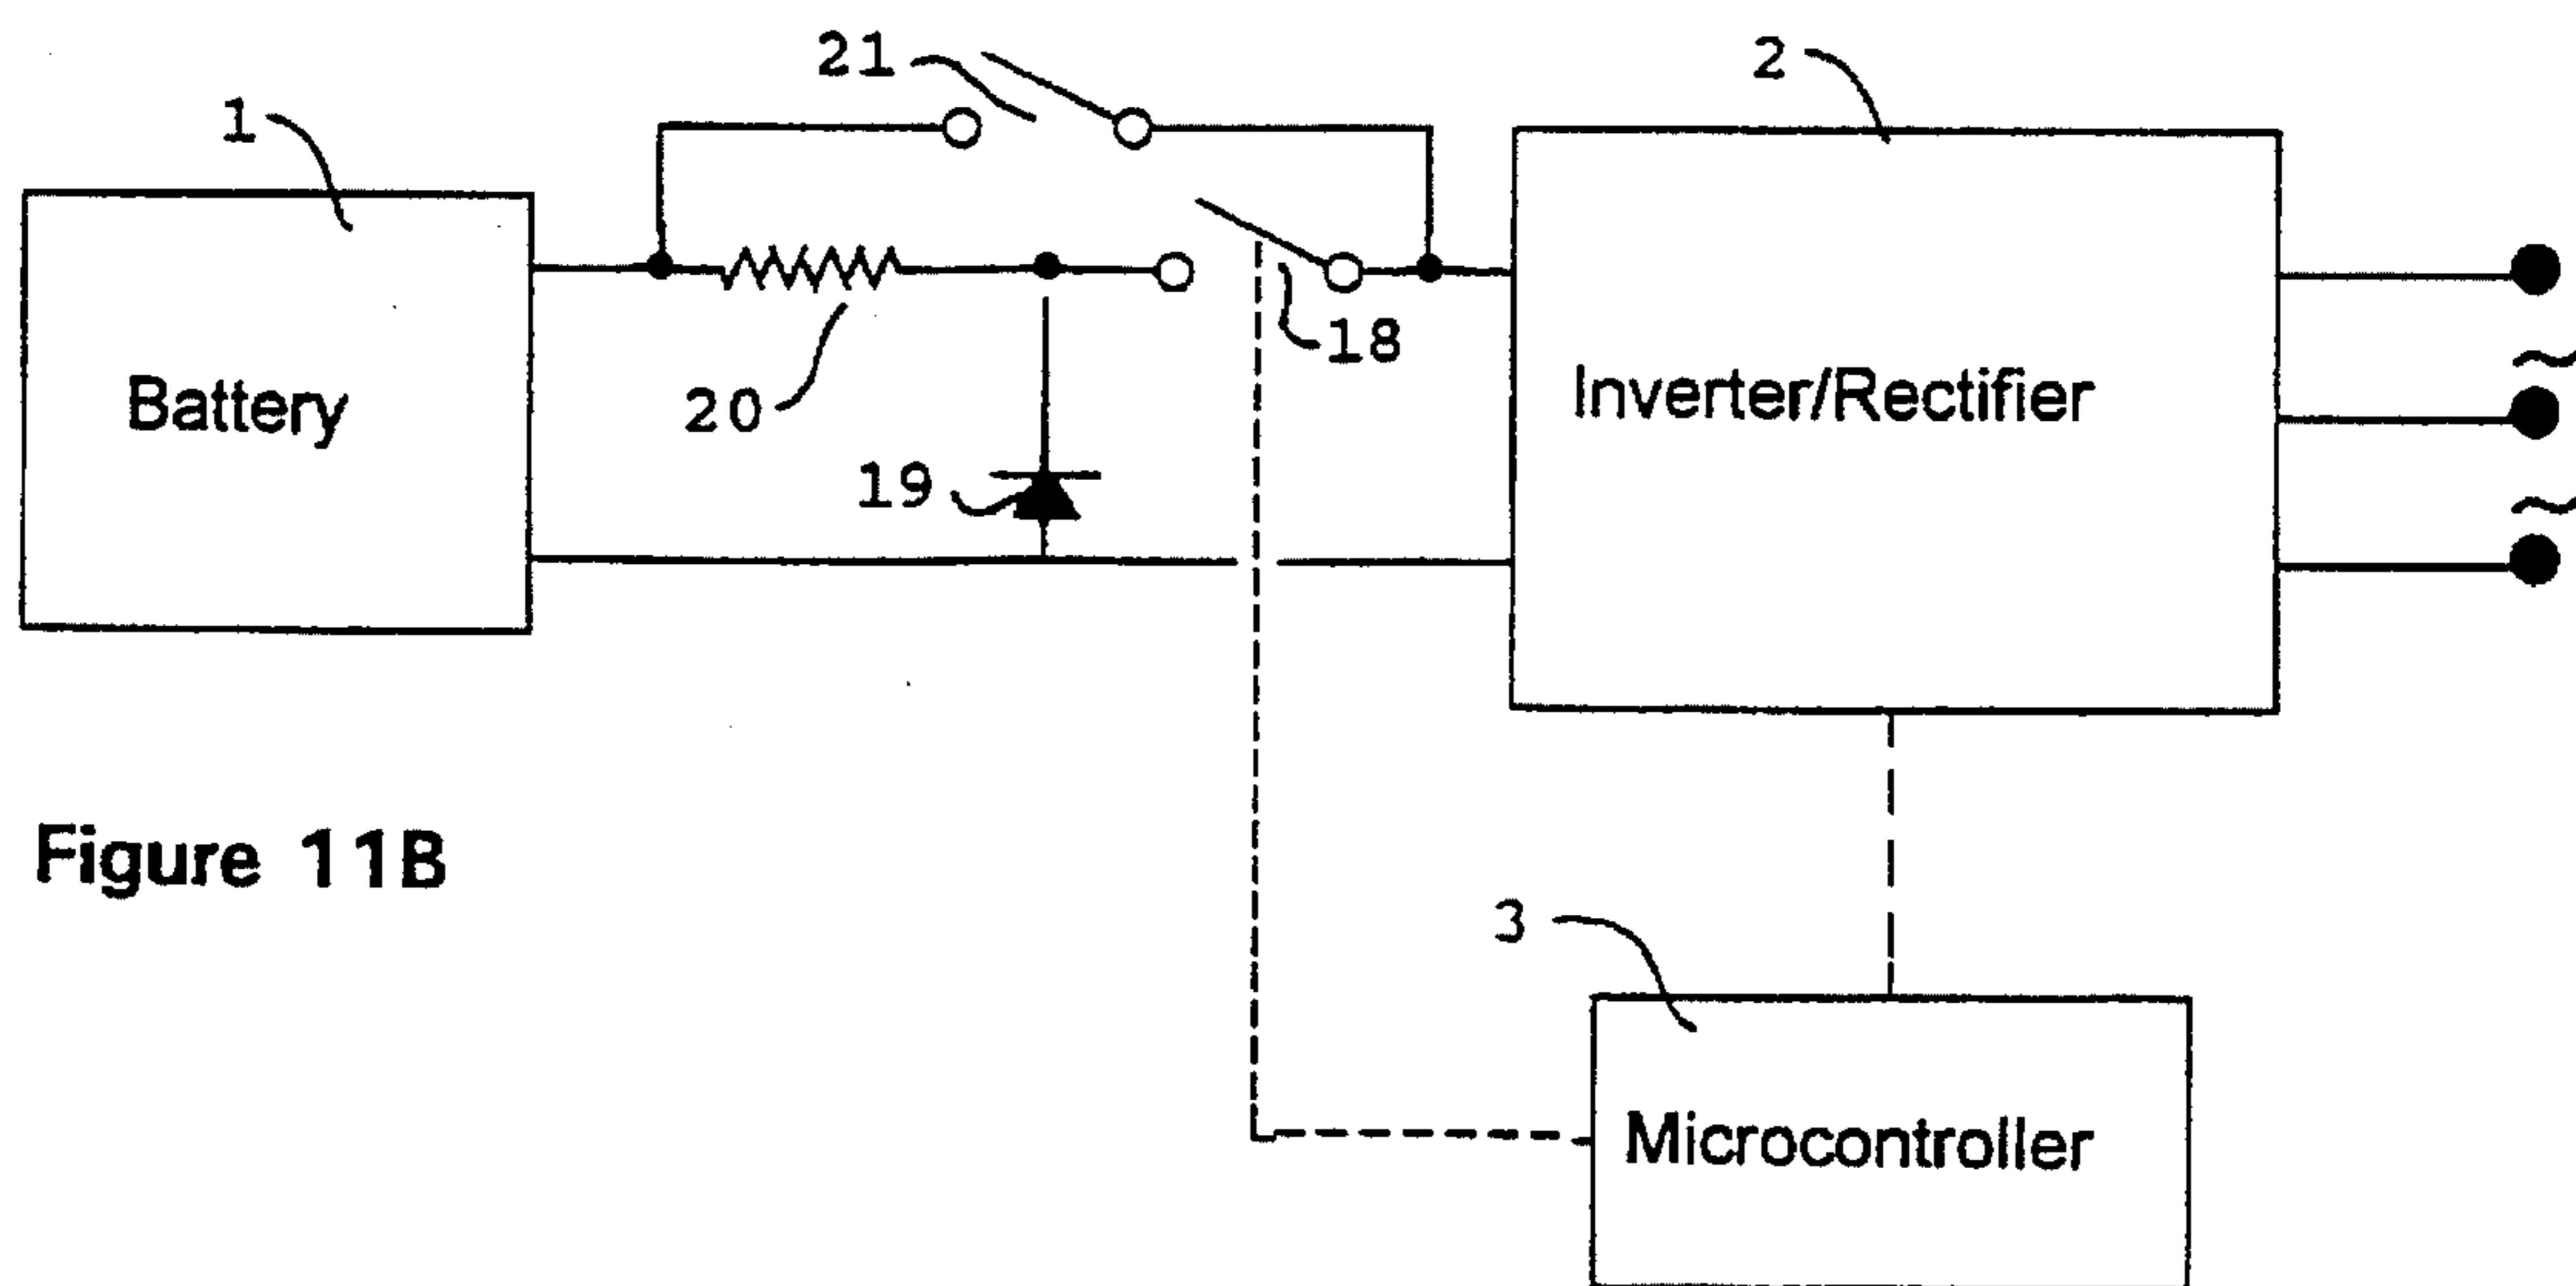 21
2
1
18
Battery
20
Inverter/Rectifier
~
19
~
Figure 11B
3
Microcontroller